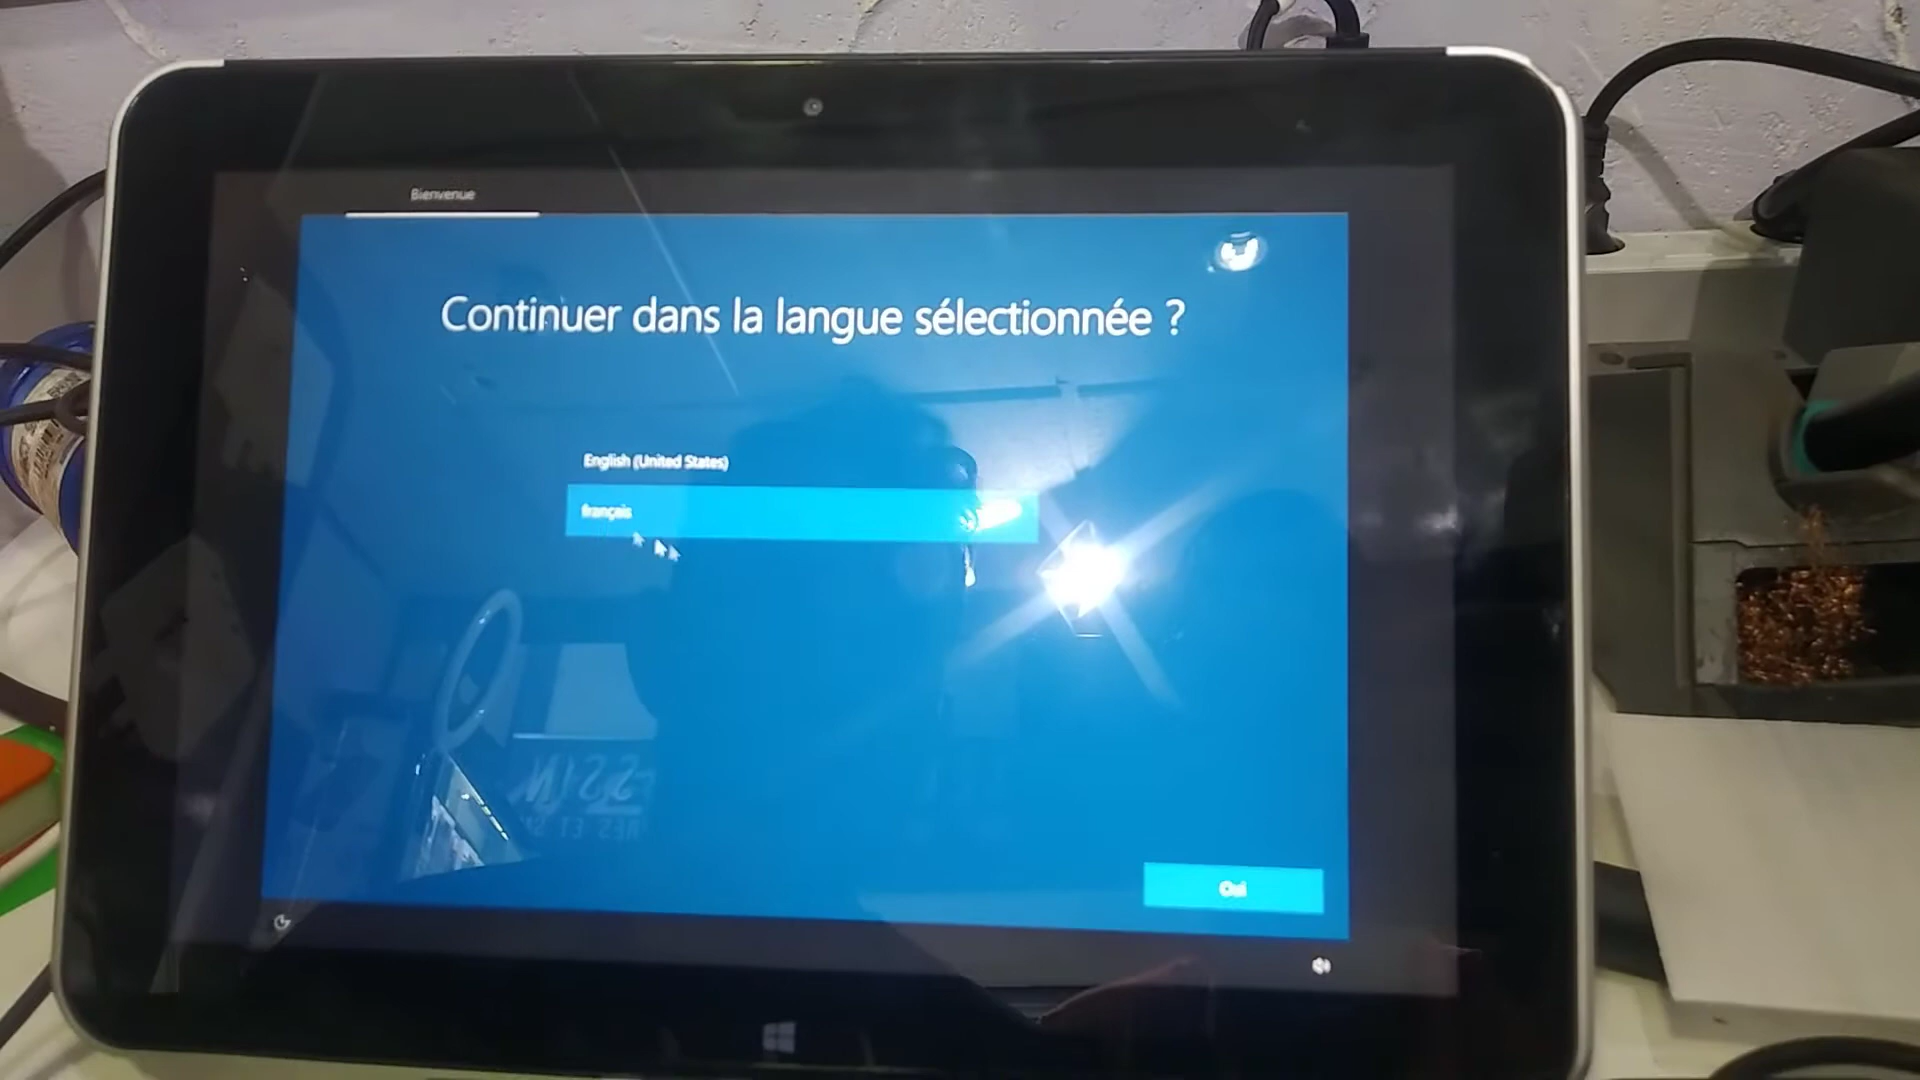 Bienvenue
Continuer dans la langue sélectionnée ?
English (United States)
français
Oui